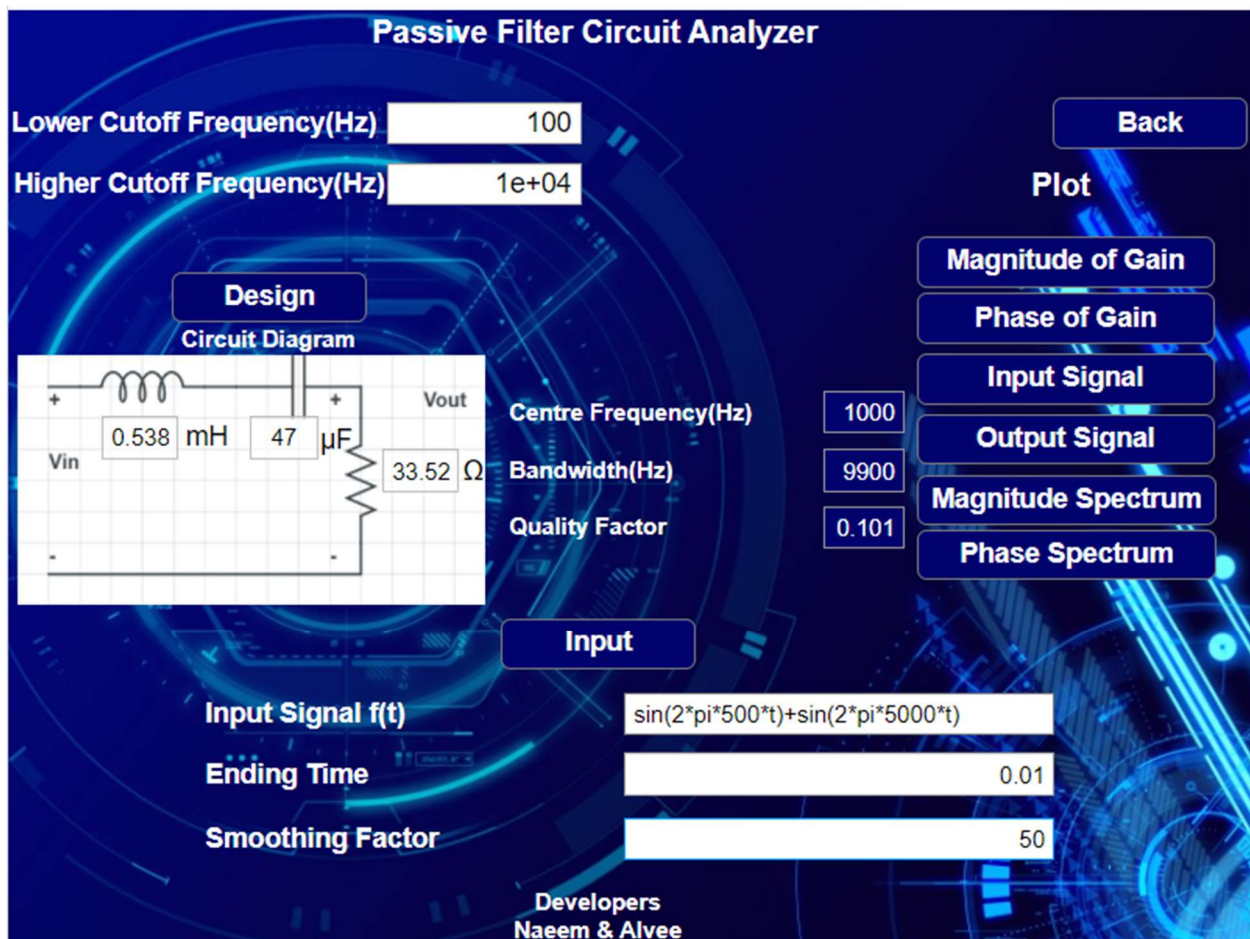 Passive Filter Circuit Analyzer
Lower Cutoff Frequency(Hz) 100
Back
Higher Cutoff Frequency(Hz) 1e+04
Plot
Magnitude of Gain
Design
Phase of Gain
Circuit Diagram
Input Signal
+ + Vout
Centre Frequency(Hz) 1000
Output Signal
0.538 mH 47 μF
Vin
33.52 Ω
Bandwidth(Hz) 9900
Magnitude Spectrum
Quality Factor 0.101
Phase Spectrum
- -
Input
Input Signal f(t) sin(2*pi*500*t)+sin(2*pi*5000*t)
Ending Time 0.01
Smoothing Factor 50
Developers
Naeem & Alvee